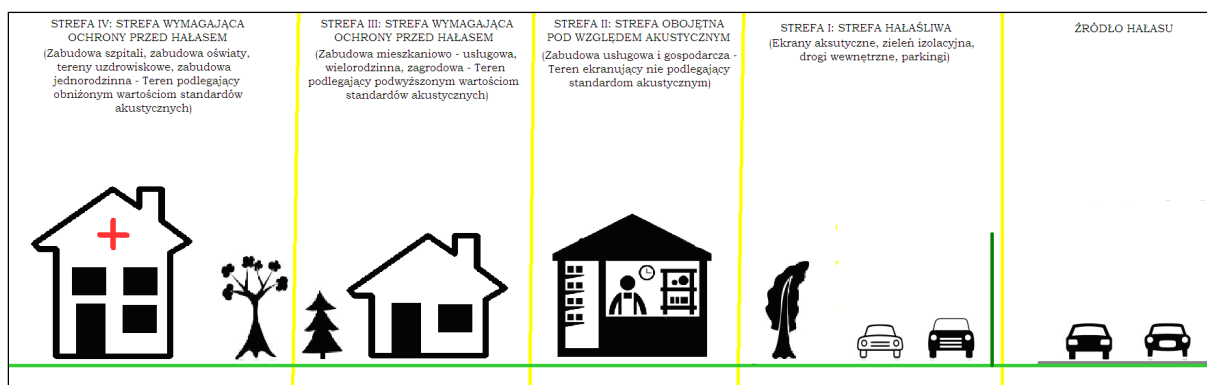 STREFA IV: STREFA WYMAGAJĄCA
OCHRONY PRZED HAŁASEM
(Zabudowa szpitali, zabudowa oświaty,
tereny uzdrowiskowe, zabudowa
jednorodzinna - Teren podlegający
obniżonym wartościom standardów
akustycznych)
STREFA III: STREFA WYMAGAJĄCA
OCHRONY PRZED HAŁASEM
(Zabudowa mieszkaniowo - usługowa,
wielorodzinna, zagrodowa - Teren
podlegający podwyższonym wartościom
standardów akustycznych)
STREFA II: STREFA OBOJĘTNA
POD WZGLĘDEM AKUSTYCZNYM
(Zabudowa usługowa i gospodarcza -
Teren ekranujący nie podlegający
standardom akustycznym)
STREFA I: STREFA HAŁAŚLIWA
(Ekrany aksutyczne, zieleń izolacyjna,
drogi wewnętrzne, parkingi)
ŹRÓDŁO HAŁASU